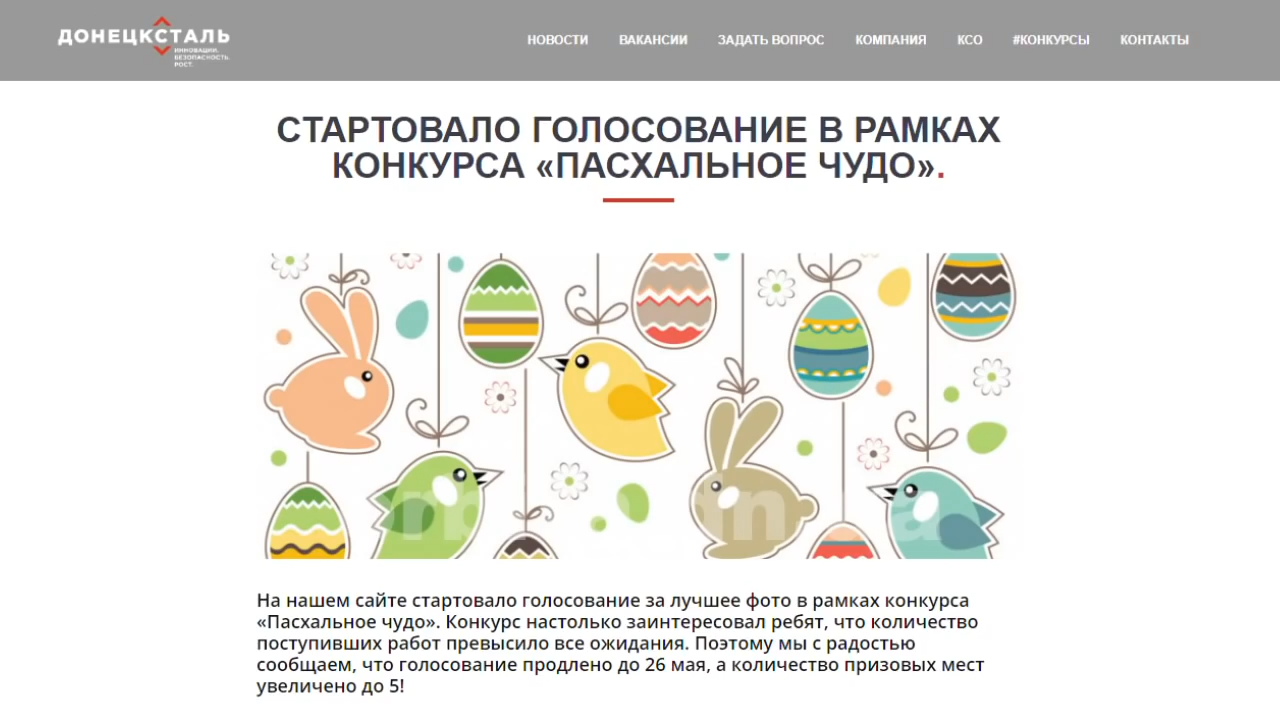 ДОНЕЦКСТАЛЬ
ИННОВАЦИИ.
БЕЗОПАСНОСТЬ.
РОСТ.
НОВОСТИ ВАКАНСИИ ЗАДАТЬ ВОПРОС КОМПАНИЯ КСО #КОНКУРСЫ КОНТАКТЫ
СТАРТОВАЛО ГОЛОСОВАНИЕ В РАМКАХ
КОНКУРСА «ПАСХАЛЬНОЕ ЧУДО».
На нашем сайте стартовало голосование за лучшее фото в рамках конкурса
«Пасхальное чудо». Конкурс настолько заинтересовал ребят, что количество
поступивших работ превысило все ожидания. Поэтому мы с радостью
сообщаем, что голосование продлено до 26 мая, а количество призовых мест
увеличено до 5!